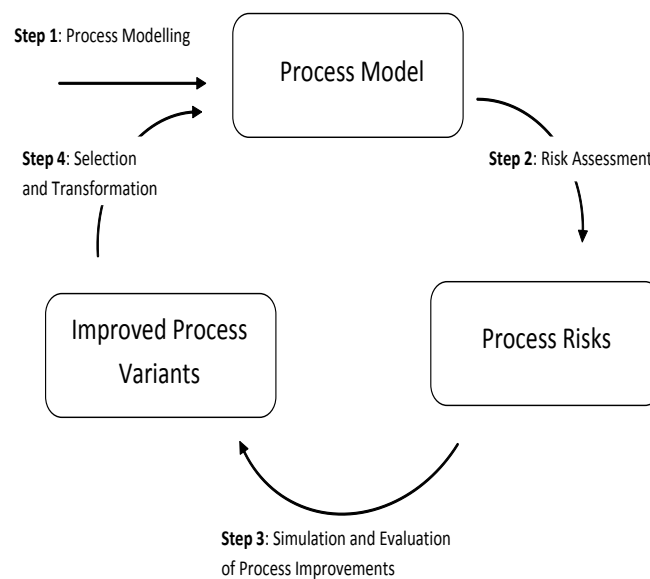 Step 1: Process Modelling
Process Model
Step 4: Selection
and Transformation
Step 2: Risk Assessment
Improved Process
Variants
Process Risks
Step 3: Simulation and Evaluation
of Process Improvements